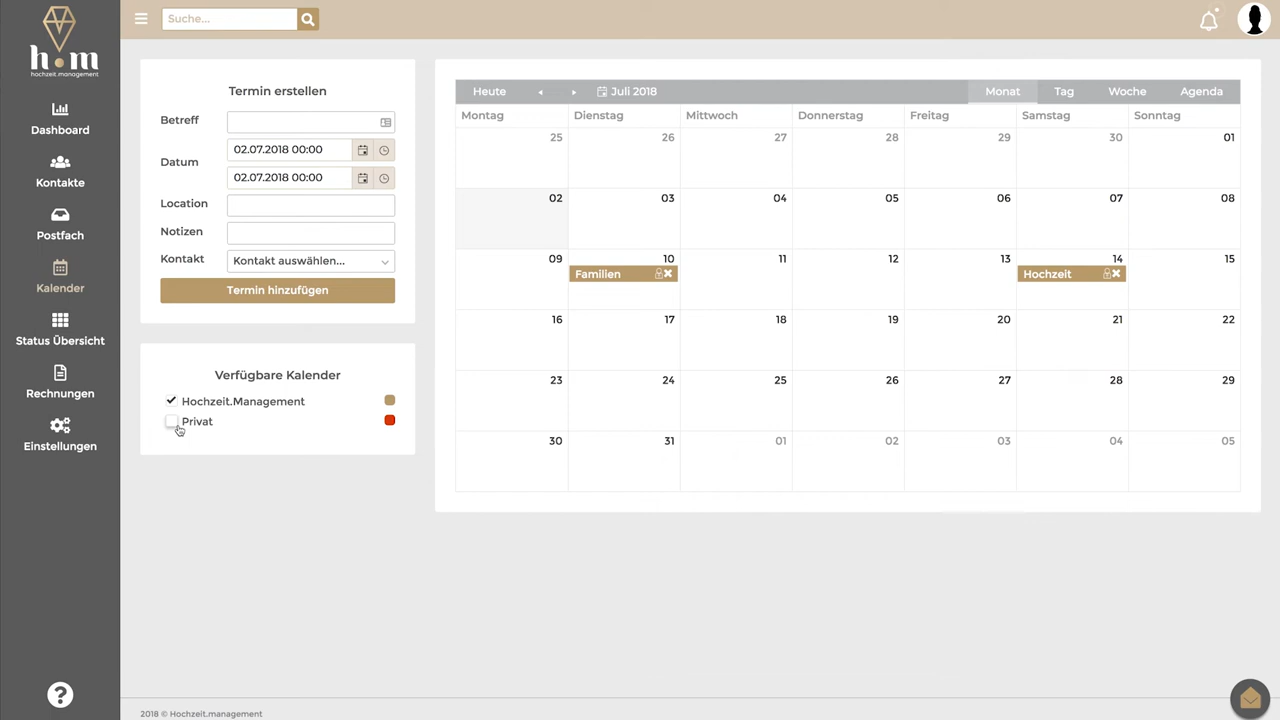 h.m
hochzeit.management
Suche...
Dashboard
Kontakte
Postfach
Kalender
Status Übersicht
Rechnungen
Einstellungen
?
Termin erstellen
Betreff
Datum
02.07.2018 00:00
02.07.2018 00:00
Location
Notizen
Kontakt
Kontakt auswählen...
Termin hinzufügen
Verfügbare Kalender
Hochzeit.Management
Privat
Heute Juli 2018 Monat Tag Woche Agenda
Montag Dienstag Mittwoch Donnerstag Freitag Samstag Sonntag
25 26 27 28 29 30 01
02 03 04 05 06 07 08
09 10 11 12 13 14 15
Familien Hochzeit
16 17 18 19 20 21 22
23 24 25 26 27 28 29
30 31 01 02 03 04 05
2018 © Hochzeit.management